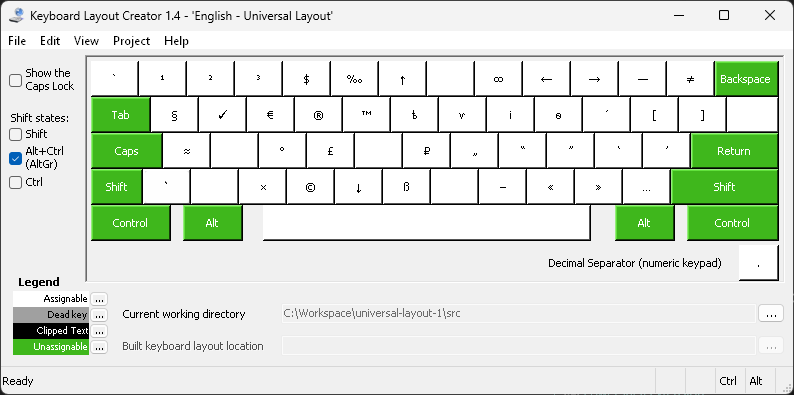 Keyboard Layout Creator 1.4 - 'English - Universal Layout'
File Edit View Project Help
Show the
Caps Lock
Shift states:
Shift
Alt+Ctrl
(AltGr)
Ctrl
` ¹ ² ³ $ ‰ ↑ ∞ ← → — ≠ Backspace
Tab § ✓ € ® ™ ѣ ѵ і ѳ ´ [ ]
Caps ≈ ° £ ₽ „ “ ” ‘ ’ Return
Shift ` × © ↓ ß – « » … Shift
Control Alt Alt Control
Decimal Separator (numeric keypad) .
Legend
Assignable ...
Dead key ...
Clipped Text ...
Unassignable ...
Current working directory C:\Workspace\universal-layout-1\src ...
Built keyboard layout location ...
Ready Ctrl Alt